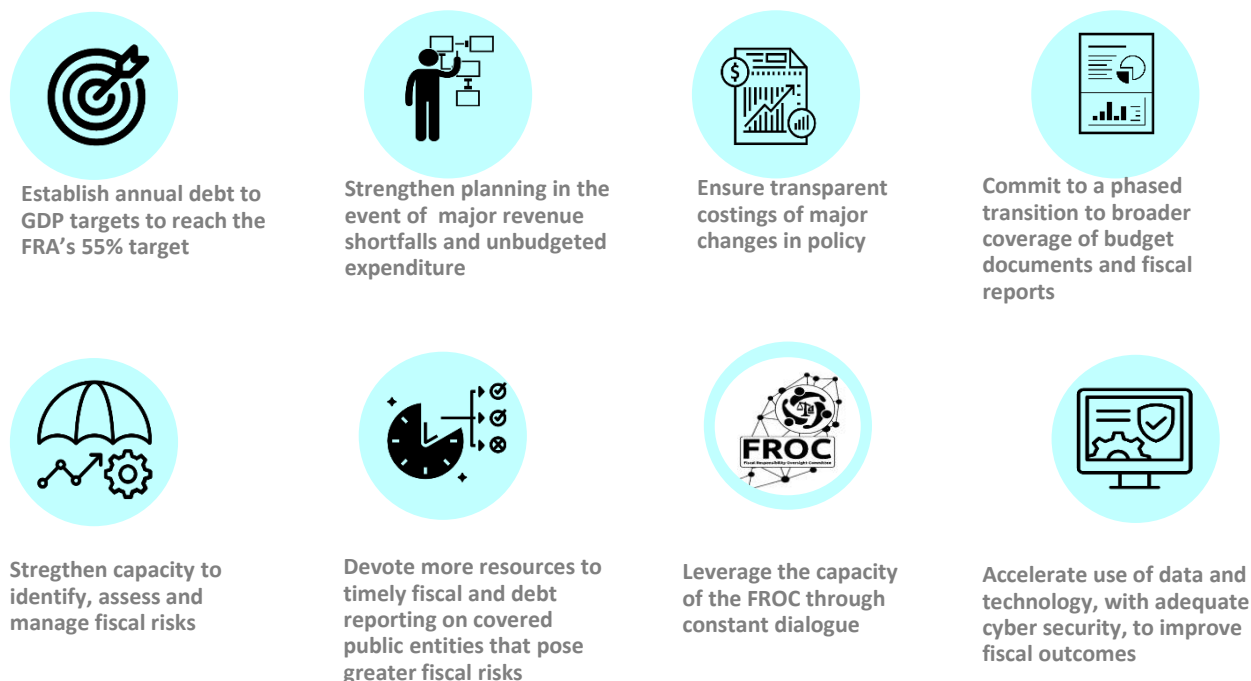 Establish annual debt to
GDP targets to reach the
FRA's 55% target
Strengthen planning in the
event of major revenue
shortfalls and unbudgeted
expenditure
Ensure transparent
costings of major
changes in policy
Commit to a phased
transition to broader
coverage of budget
documents and fiscal
reports
$
Stregthen capacity to
identify, assess and
manage fiscal risks
Devote more resources to
timely fiscal and debt
reporting on covered
public entities that pose
greater fiscal risks
FROC
Fiscal Responsibility Oversight Committee
Leverage the capacity
of the FROC through
constant dialogue
Accelerate use of data and
technology, with adequate
cyber security, to improve
fiscal outcomes